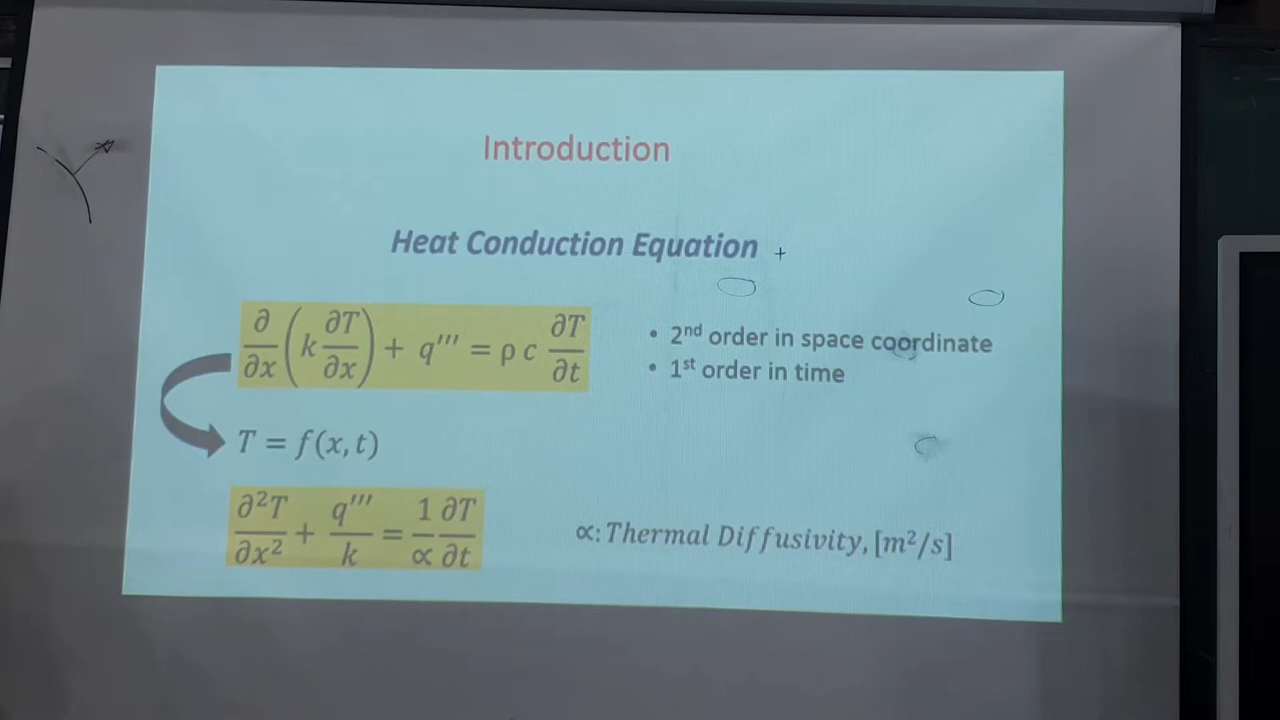 Introduction
Heat Conduction Equation +
∂/∂x (k ∂T/∂x) + q''' = ρ c ∂T/∂t
• 2nd order in space coordinate
• 1st order in time
T = f(x, t)
∂²T/∂x² + q'''/k = 1/∝ ∂T/∂t
∝: Thermal Diffusivity, [m²/s]